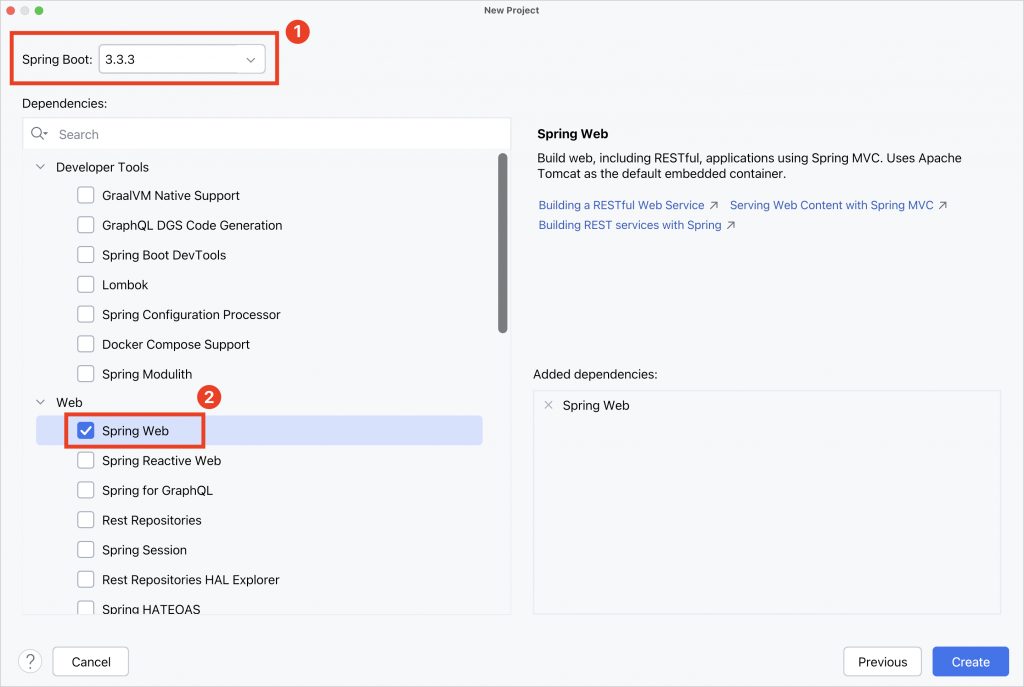 New Project
1
Spring Boot: 3.3.3
Dependencies:
Search
Developer Tools
GraalVM Native Support
GraphQL DGS Code Generation
Spring Boot DevTools
Lombok
Spring Configuration Processor
Docker Compose Support
Spring Modulith
Web
2
Spring Web
Spring Reactive Web
Spring for GraphQL
Rest Repositories
Spring Session
Rest Repositories HAL Explorer
Spring HATEOAS
Spring Web
Build web, including RESTful, applications using Spring MVC. Uses Apache
Tomcat as the default embedded container.
Building a RESTful Web Service ↗ Serving Web Content with Spring MVC ↗
Building REST services with Spring ↗
Added dependencies:
Spring Web
? Cancel Previous Create